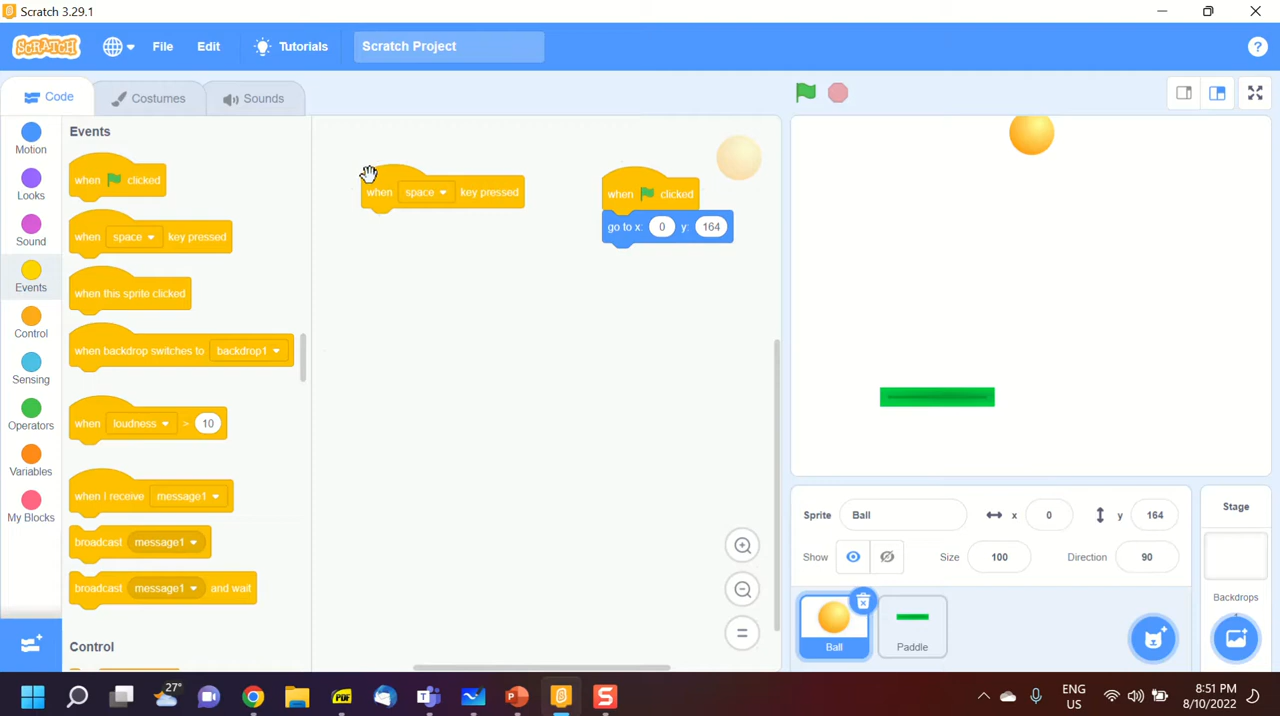 Scratch 3.29.1
SCRATCH File Edit Tutorials Scratch Project ?
Code Costumes Sounds
Motion
Looks
Sound
Events
Control
Sensing
Operators
Variables
My Blocks
Events
when clicked
when space key pressed
when this sprite clicked
when backdrop switches to backdrop1
when loudness > 10
when I receive message1
broadcast message1
broadcast message1 and wait
Control
when space key pressed
when clicked
go to x: 0 y: 164
Sprite Ball x 0 y 164
Show Size 100 Direction 90
Ball
Paddle
Stage
Backdrops
27°
ENG
US
8:51 PM
8/10/2022